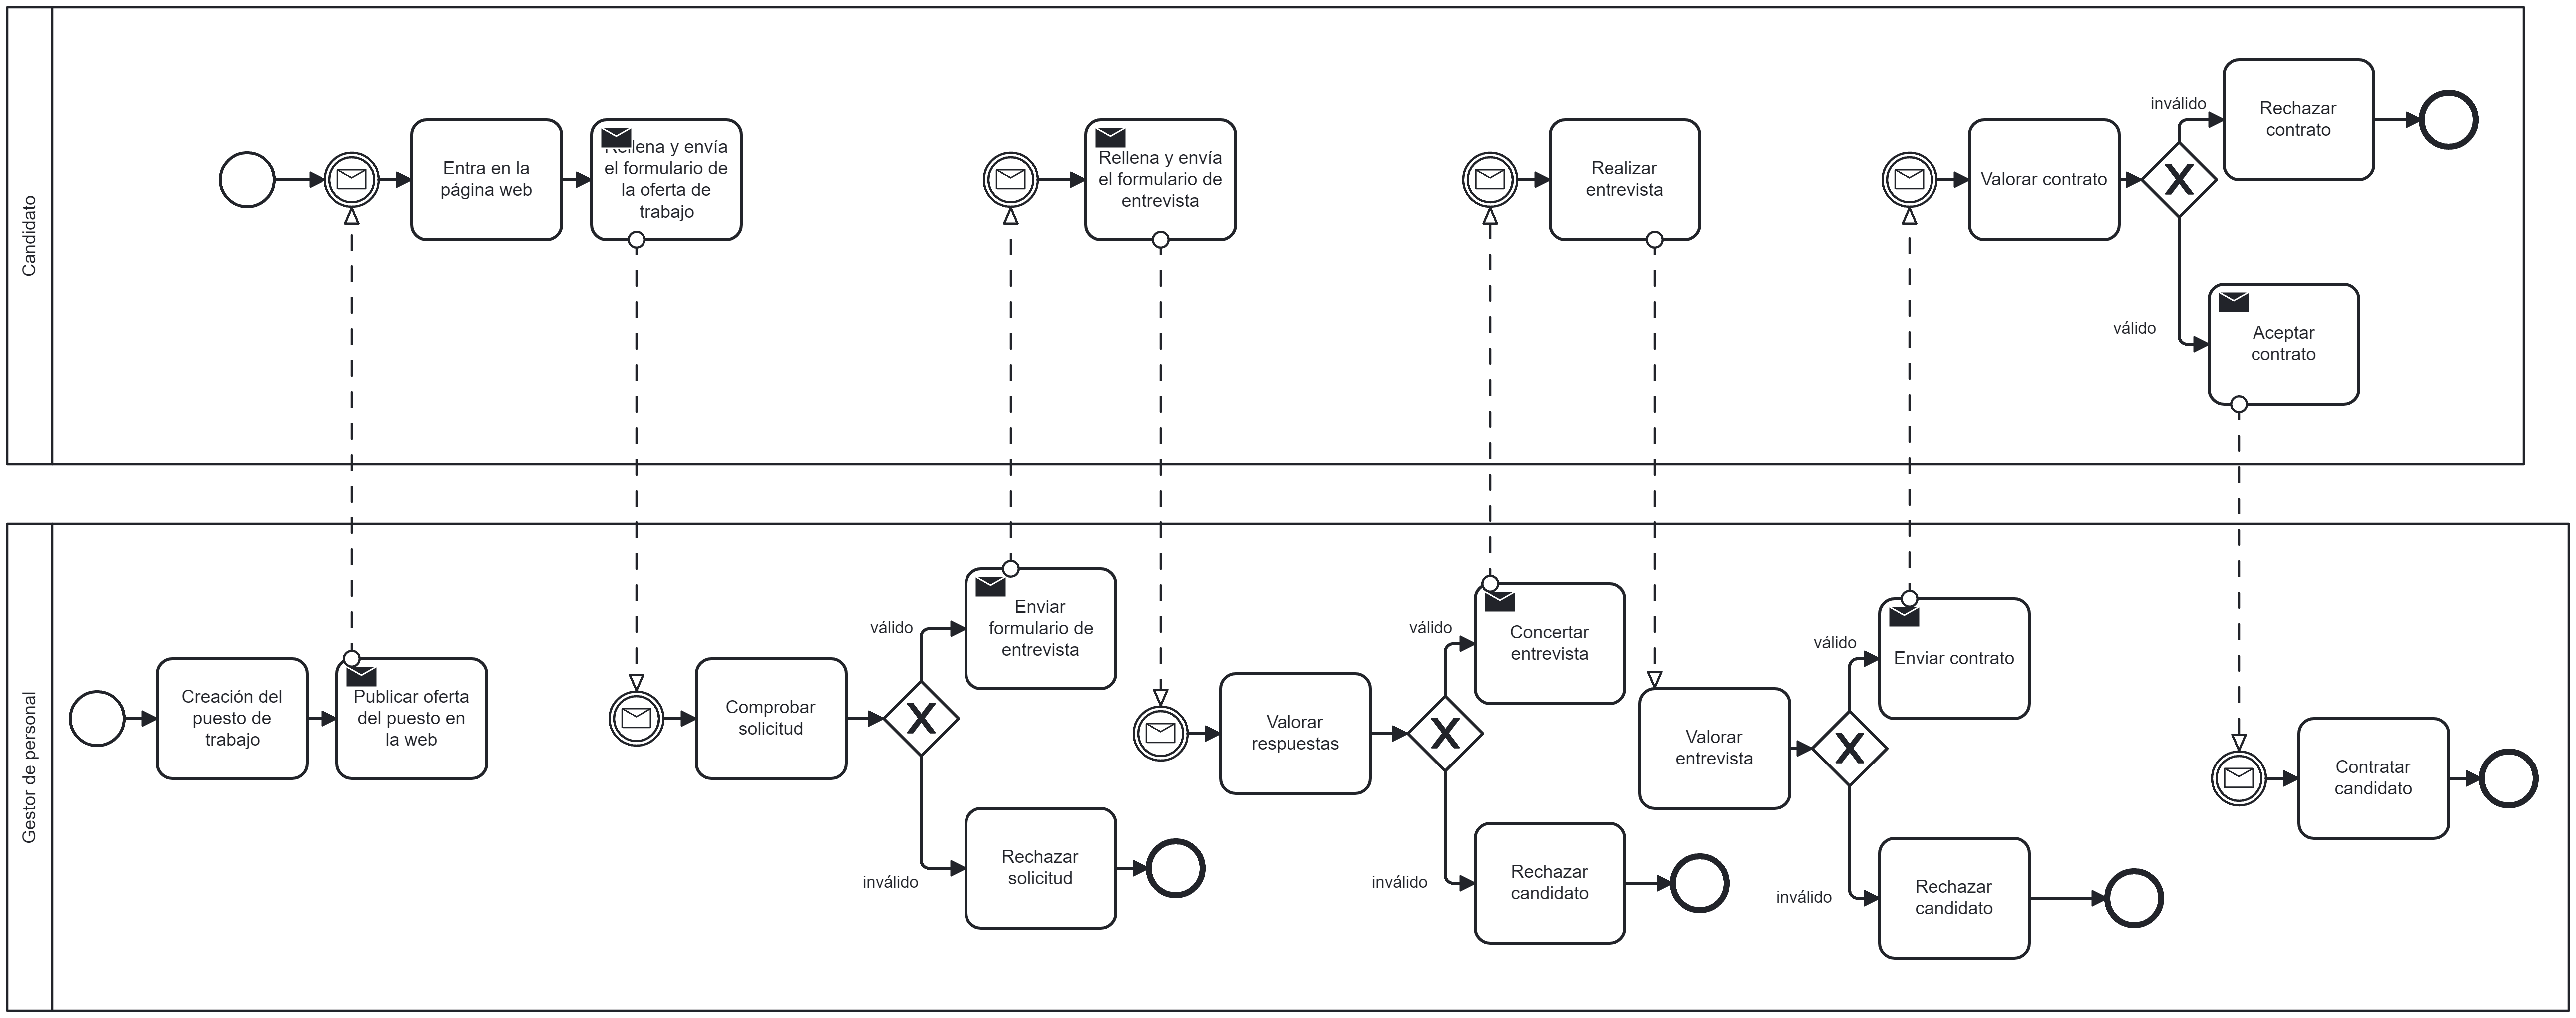 Candidato
Entra en la
página web
Rellena y envía
el formulario de
la oferta de
trabajo
Rellena y envía
el formulario de
entrevista
Realizar
entrevista
Valorar contrato
inválido
Rechazar
contrato
válido
Aceptar
contrato
Gestor de personal
Creación del
puesto de
trabajo
Publicar oferta
del puesto en
la web
Comprobar
solicitud
válido
Enviar
formulario de
entrevista
inválido
Rechazar
solicitud
Valorar
respuestas
válido
Concertar
entrevista
inválido
Rechazar
candidato
Valorar
entrevista
válido
Enviar contrato
inválido
Rechazar
candidato
Contratar
candidato